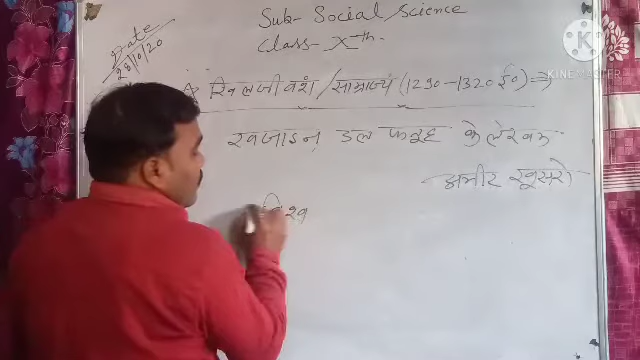 Sub- Social Science
Date
28/10/20
Class- Xth.
खिलजी वंश / साम्राज्य (1290-1320 ई०) ⇒
खजाइन उल फतूह के लेखक
अमीर खुसरो
KINEMASTER